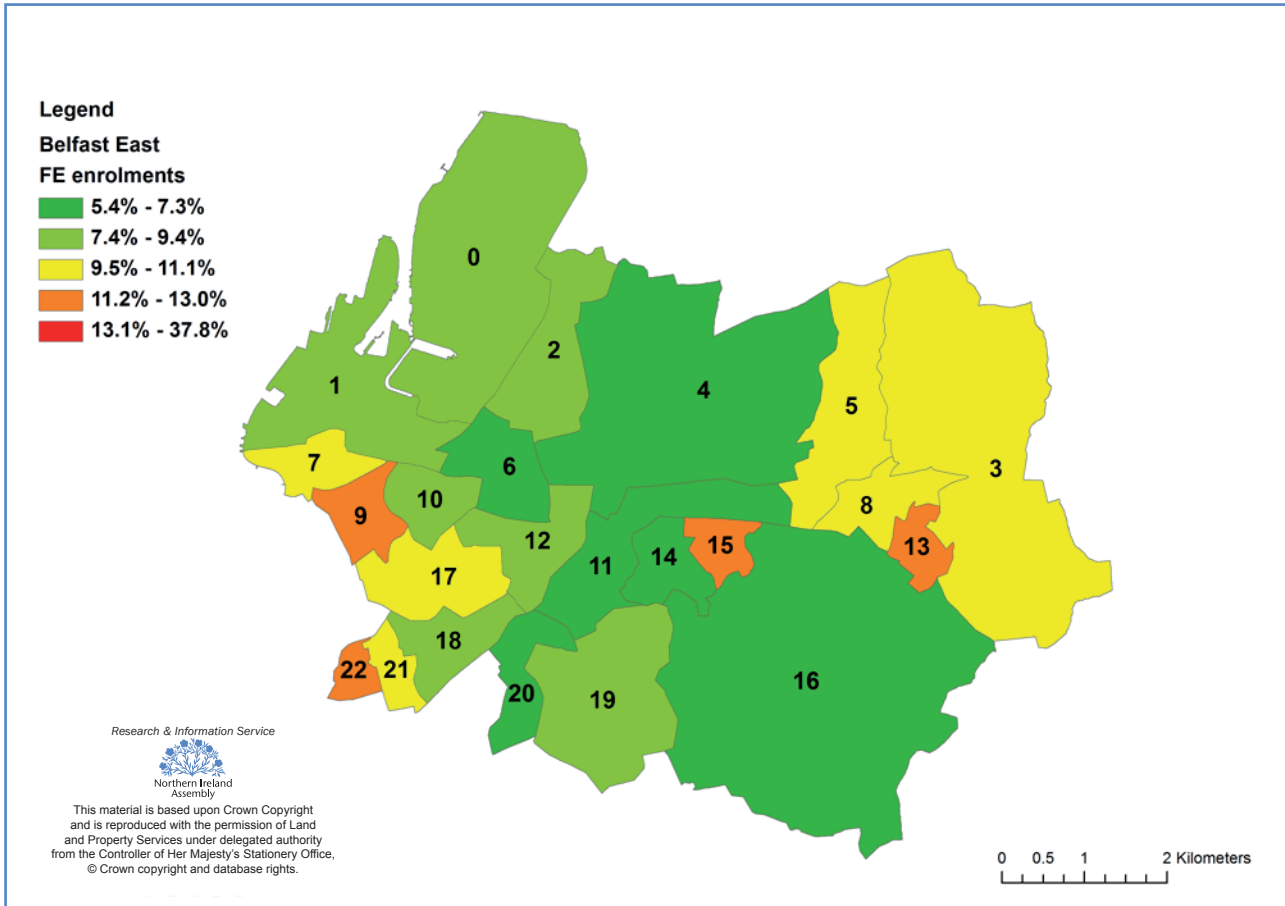 Legend
Belfast East
FE enrolments
5.4% - 7.3%
7.4% - 9.4%
9.5% - 11.1%
11.2% - 13.0%
13.1% - 37.8%
0
2
1
4
5
3
7
6
10
8
9
12
15
13
11
14
17
18
22
21
20
19
16
Research & Information Service
Northern Ireland
Assembly
This material is based upon Crown Copyright
and is reproduced with the permission of Land
and Property Services under delegated authority
from the Controller of Her Majesty's Stationery Office,
© Crown copyright and database rights.
0 0.5 1 2 Kilometers